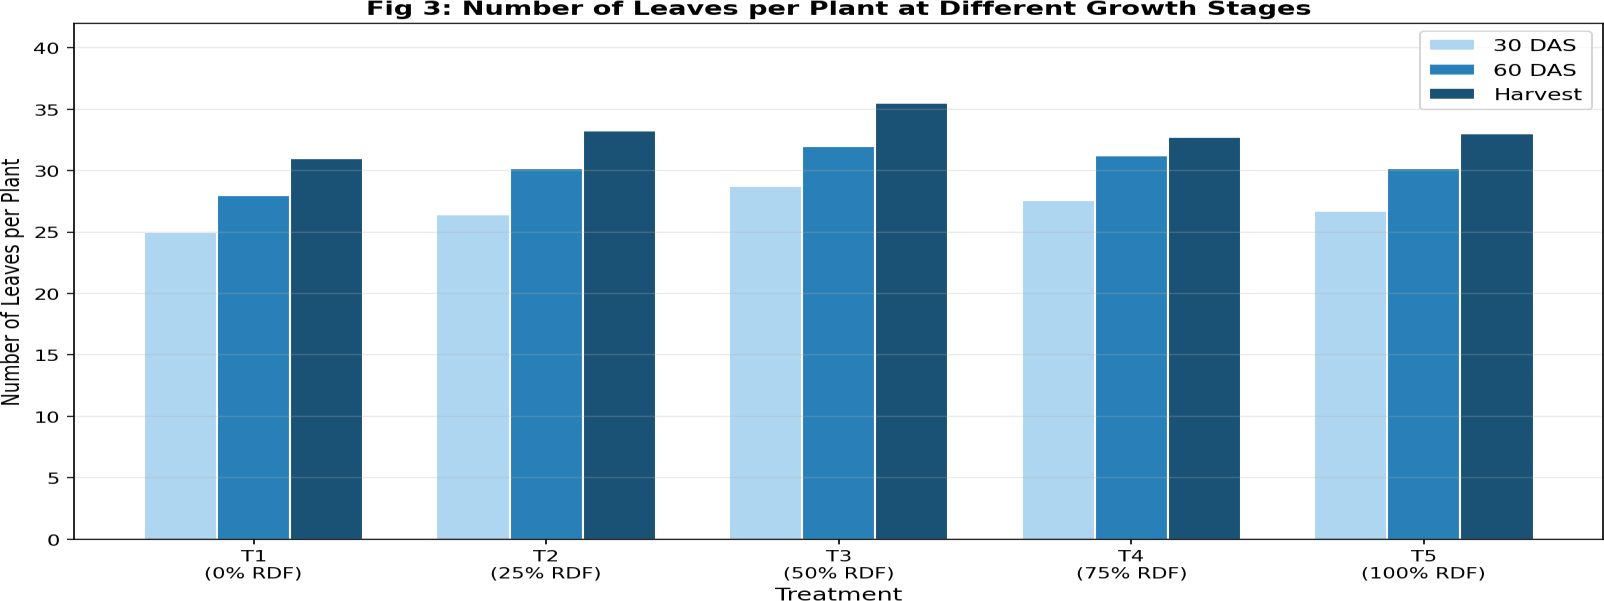 Fig 3: Number of Leaves per Plant at Different Growth Stages
30 DAS
60 DAS
Harvest
Number of Leaves per Plant
40
35
30
25
20
15
10
5
0
T1
(0% RDF)
T2
(25% RDF)
T3
(50% RDF)
T4
(75% RDF)
T5
(100% RDF)
Treatment